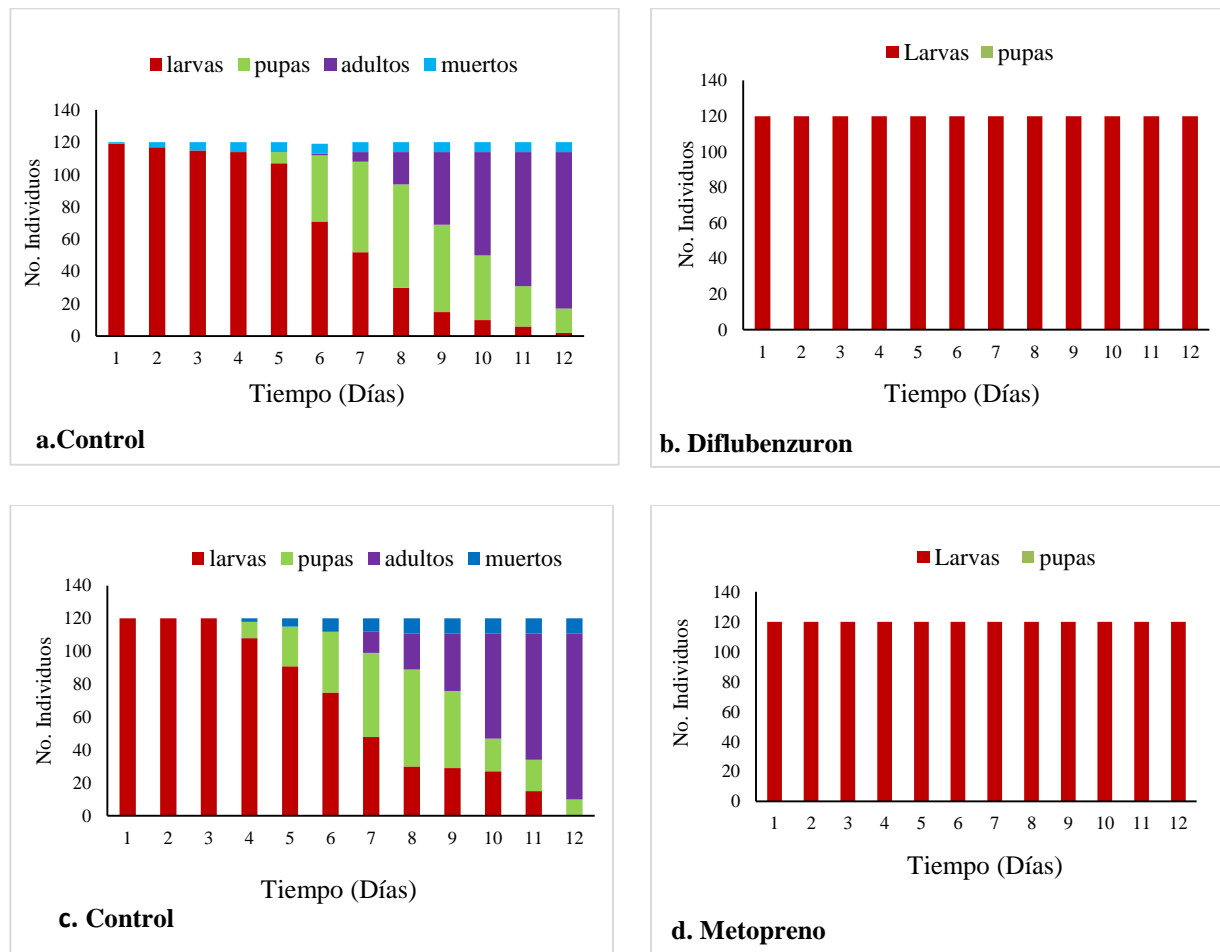 larvas pupas adultos muertos
140
120
100
80
60
40
20
0
No. Individuos
1 2 3 4 5 6 7 8 9 10 11 12
Tiempo (Días)
a.Control
Larvas pupas
140
120
100
80
60
40
20
0
No. Individuos
1 2 3 4 5 6 7 8 9 10 11 12
Tiempo (Días)
b. Diflubenzuron
larvas pupas adultos muertos
140
120
100
80
60
40
20
0
No. Individuos
1 2 3 4 5 6 7 8 9 10 11 12
Tiempo (Días)
c. Control
Larvas pupas
140
120
100
80
60
40
20
0
No. Individuos
1 2 3 4 5 6 7 8 9 10 11 12
Tiempo (Días)
d. Metopreno